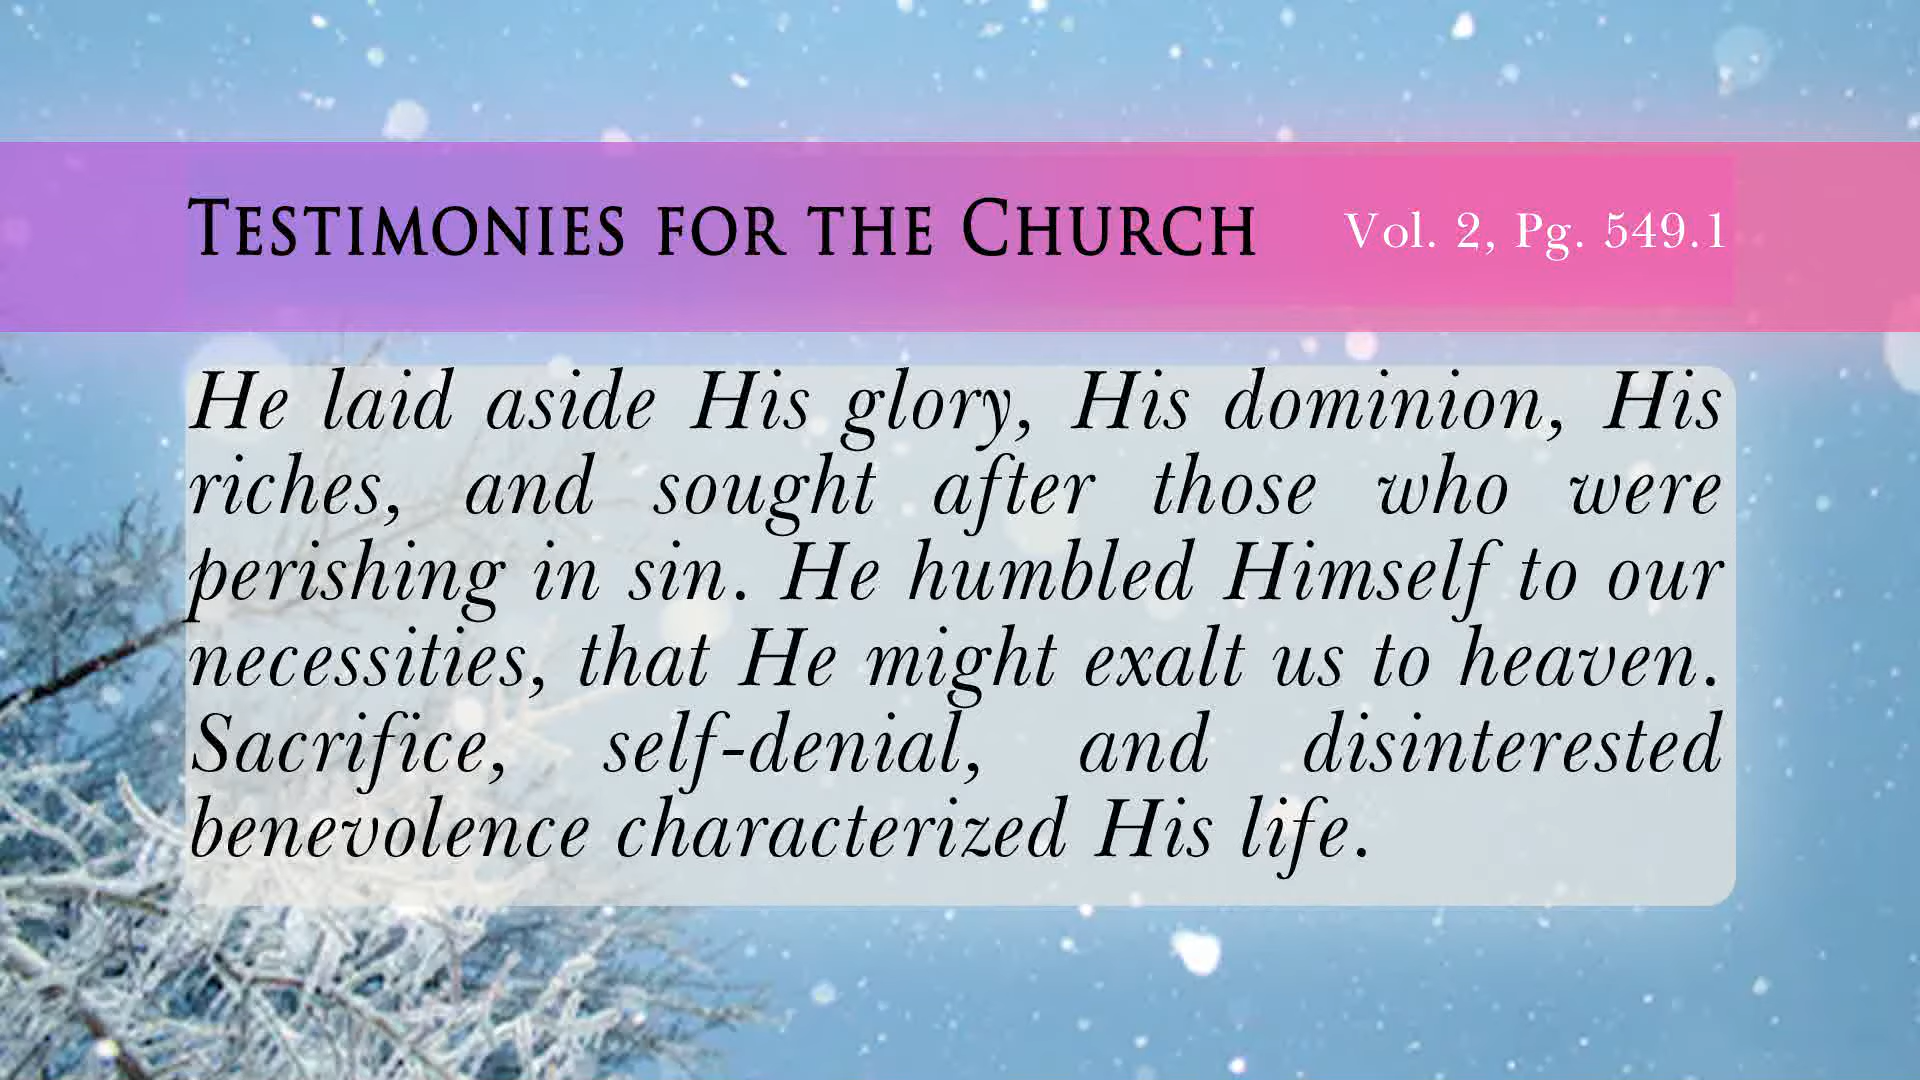 Testimonies for the Church Vol. 2, Pg. 549.1
He laid aside His glory, His dominion, His
riches, and sought after those who were
perishing in sin. He humbled Himself to our
necessities, that He might exalt us to heaven.
Sacrifice, self-denial, and disinterested
benevolence characterized His life.